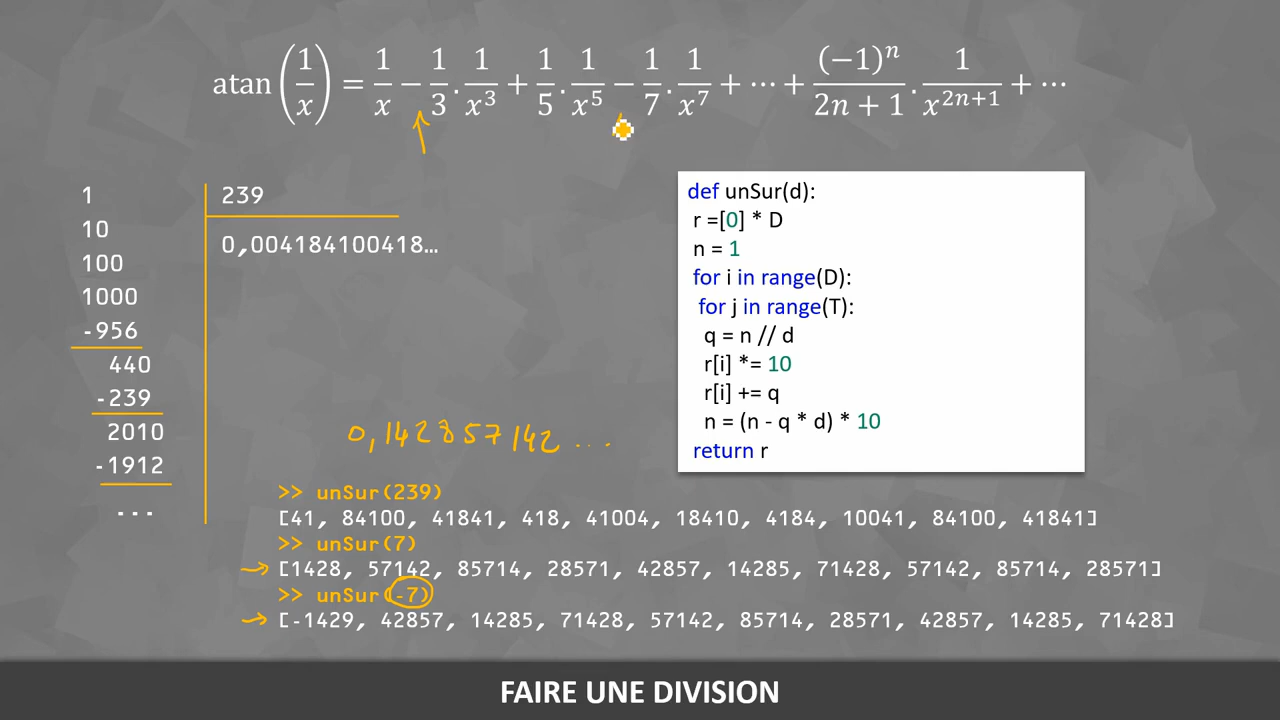 atan(1/x) = 1/x − 1/3 . 1/x³ + 1/5 . 1/x⁵ − 1/7 . 1/x⁷ + ⋯ + (−1)ⁿ/2n + 1 . 1/x²ⁿ⁺¹ + ⋯
1
10
100
1000
-956
440
-239
2010
-1912
...
239
0,004184100418…
def unSur(d):
r =[0] * D
n = 1
for i in range(D):
for j in range(T):
q = n // d
r[i] *= 10
r[i] += q
n = (n - q * d) * 10
return r
0,142857142 ...
>> unSur(239)
[41, 84100, 41841, 418, 41004, 18410, 4184, 10041, 84100, 41841]
>> unSur(7)
[1428, 57142, 85714, 28571, 42857, 14285, 71428, 57142, 85714, 28571]
>> unSur(-7)
[-1429, 42857, 14285, 71428, 57142, 85714, 28571, 42857, 14285, 71428]
FAIRE UNE DIVISION